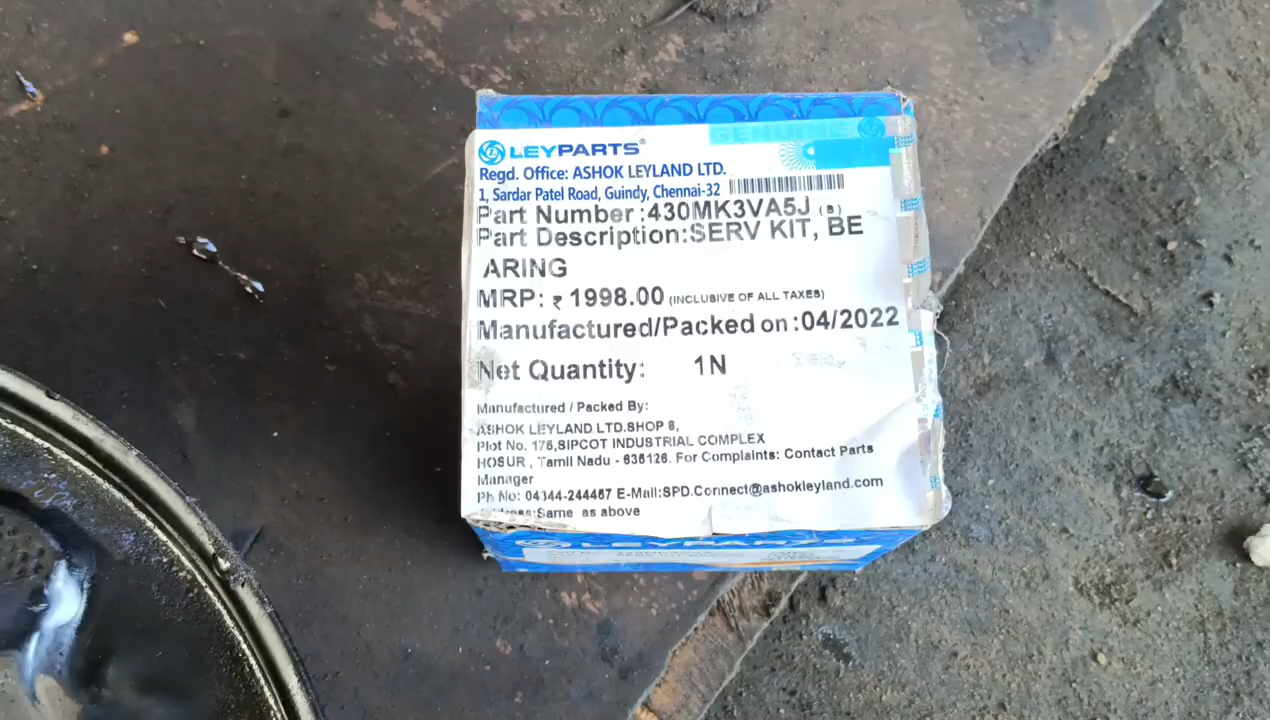 GENUINE
LEYPARTS®
Regd. Office: ASHOK LEYLAND LTD.
1, Sardar Patel Road, Guindy, Chennai-32
Part Number :430MK3VA5J (B)
Part Description:SERV KIT, BE
ARING
MRP: ₹ 1998.00 (INCLUSIVE OF ALL TAXES)
Manufactured/Packed on :04/2022
Net Quantity: 1N
Manufactured / Packed By:
ASHOK LEYLAND LTD.SHOP 8,
Plot No. 175,SIPCOT INDUSTRIAL COMPLEX
HOSUR , Tamil Nadu - 635126. For Complaints: Contact Parts
Manager
Ph No: 04344-244467 E-Mail:SPD.Connect@ashokleyland.com
Address:Same as above
LEYPARTS